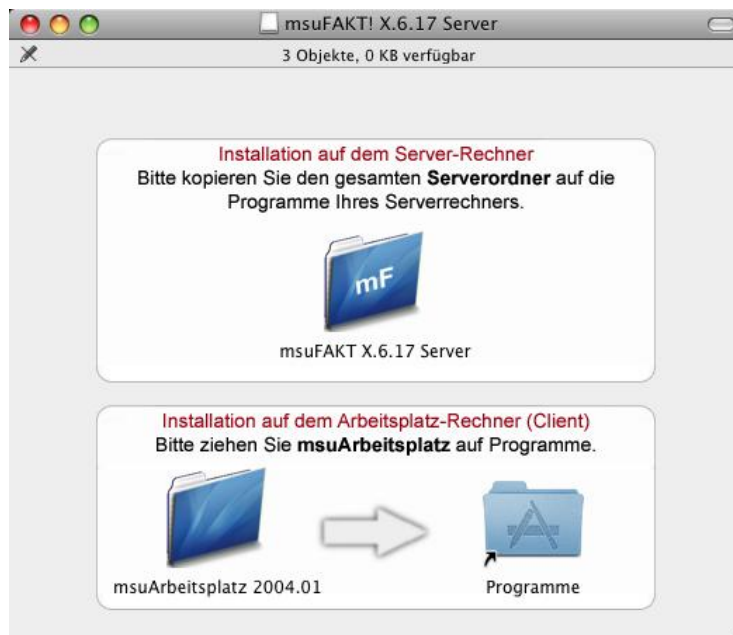 msuFAKT! X.6.17 Server
3 Objekte, 0 KB verfügbar
Installation auf dem Server-Rechner
Bitte kopieren Sie den gesamten Serverordner auf die
Programme Ihres Serverrechners.
mF
msuFAKT X.6.17 Server
Installation auf dem Arbeitsplatz-Rechner (Client)
Bitte ziehen Sie msuArbeitsplatz auf Programme.
msuArbeitsplatz 2004.01
Programme